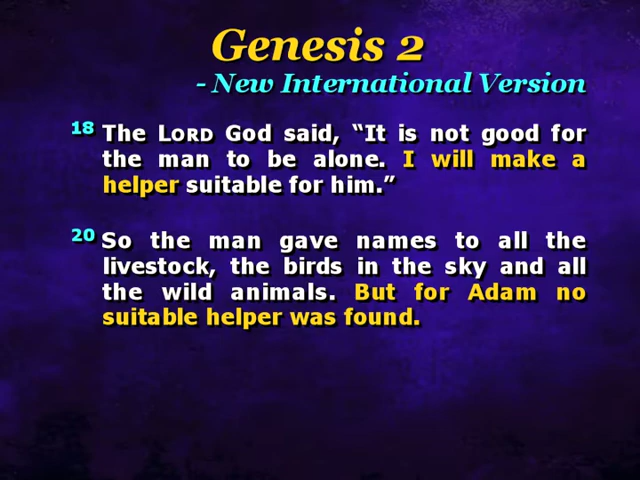 Genesis 2
- New International Version
18 The LORD God said, “It is not good for
the man to be alone. I will make a
helper suitable for him.”
20 So the man gave names to all the
livestock, the birds in the sky and all
the wild animals. But for Adam no
suitable helper was found.